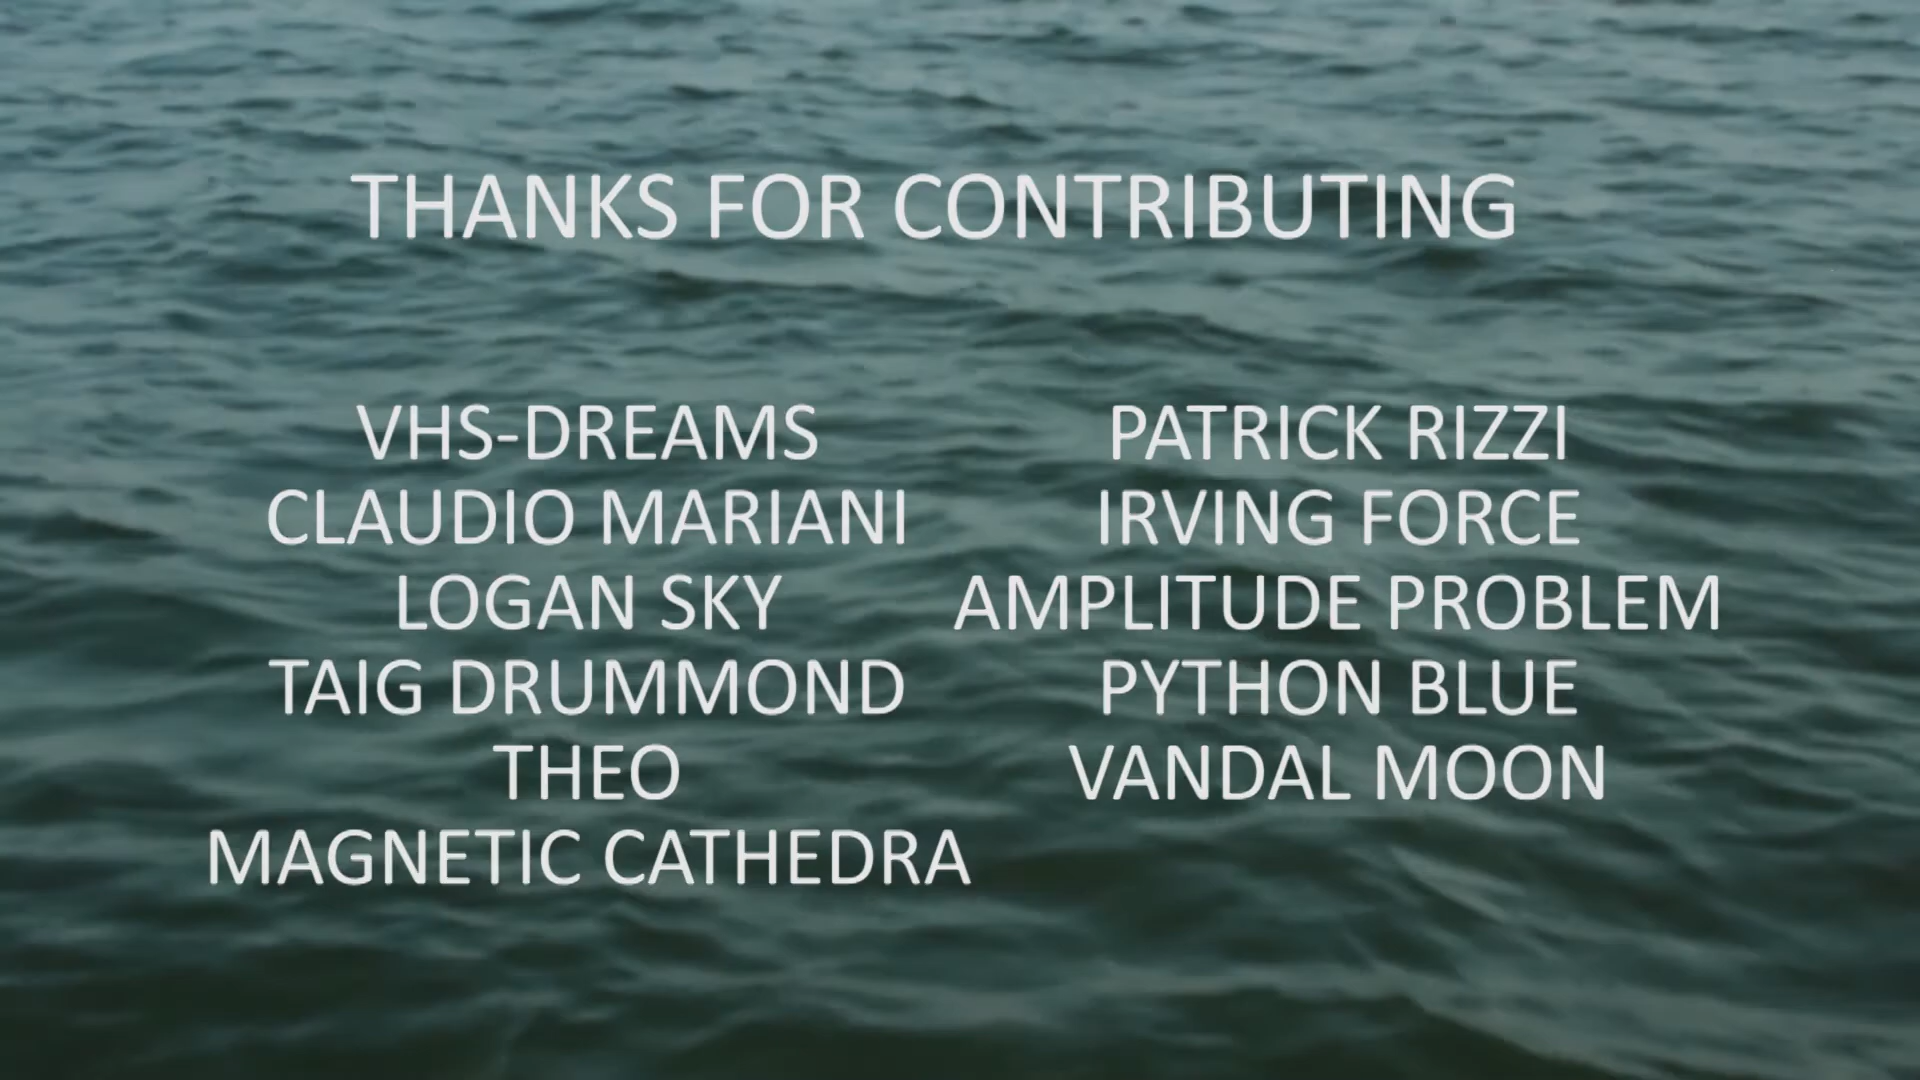 THANKS FOR CONTRIBUTING
VHS-DREAMS
CLAUDIO MARIANI
LOGAN SKY
TAIG DRUMMOND
THEO
MAGNETIC CATHEDRA
PATRICK RIZZI
IRVING FORCE
AMPLITUDE PROBLEM
PYTHON BLUE
VANDAL MOON